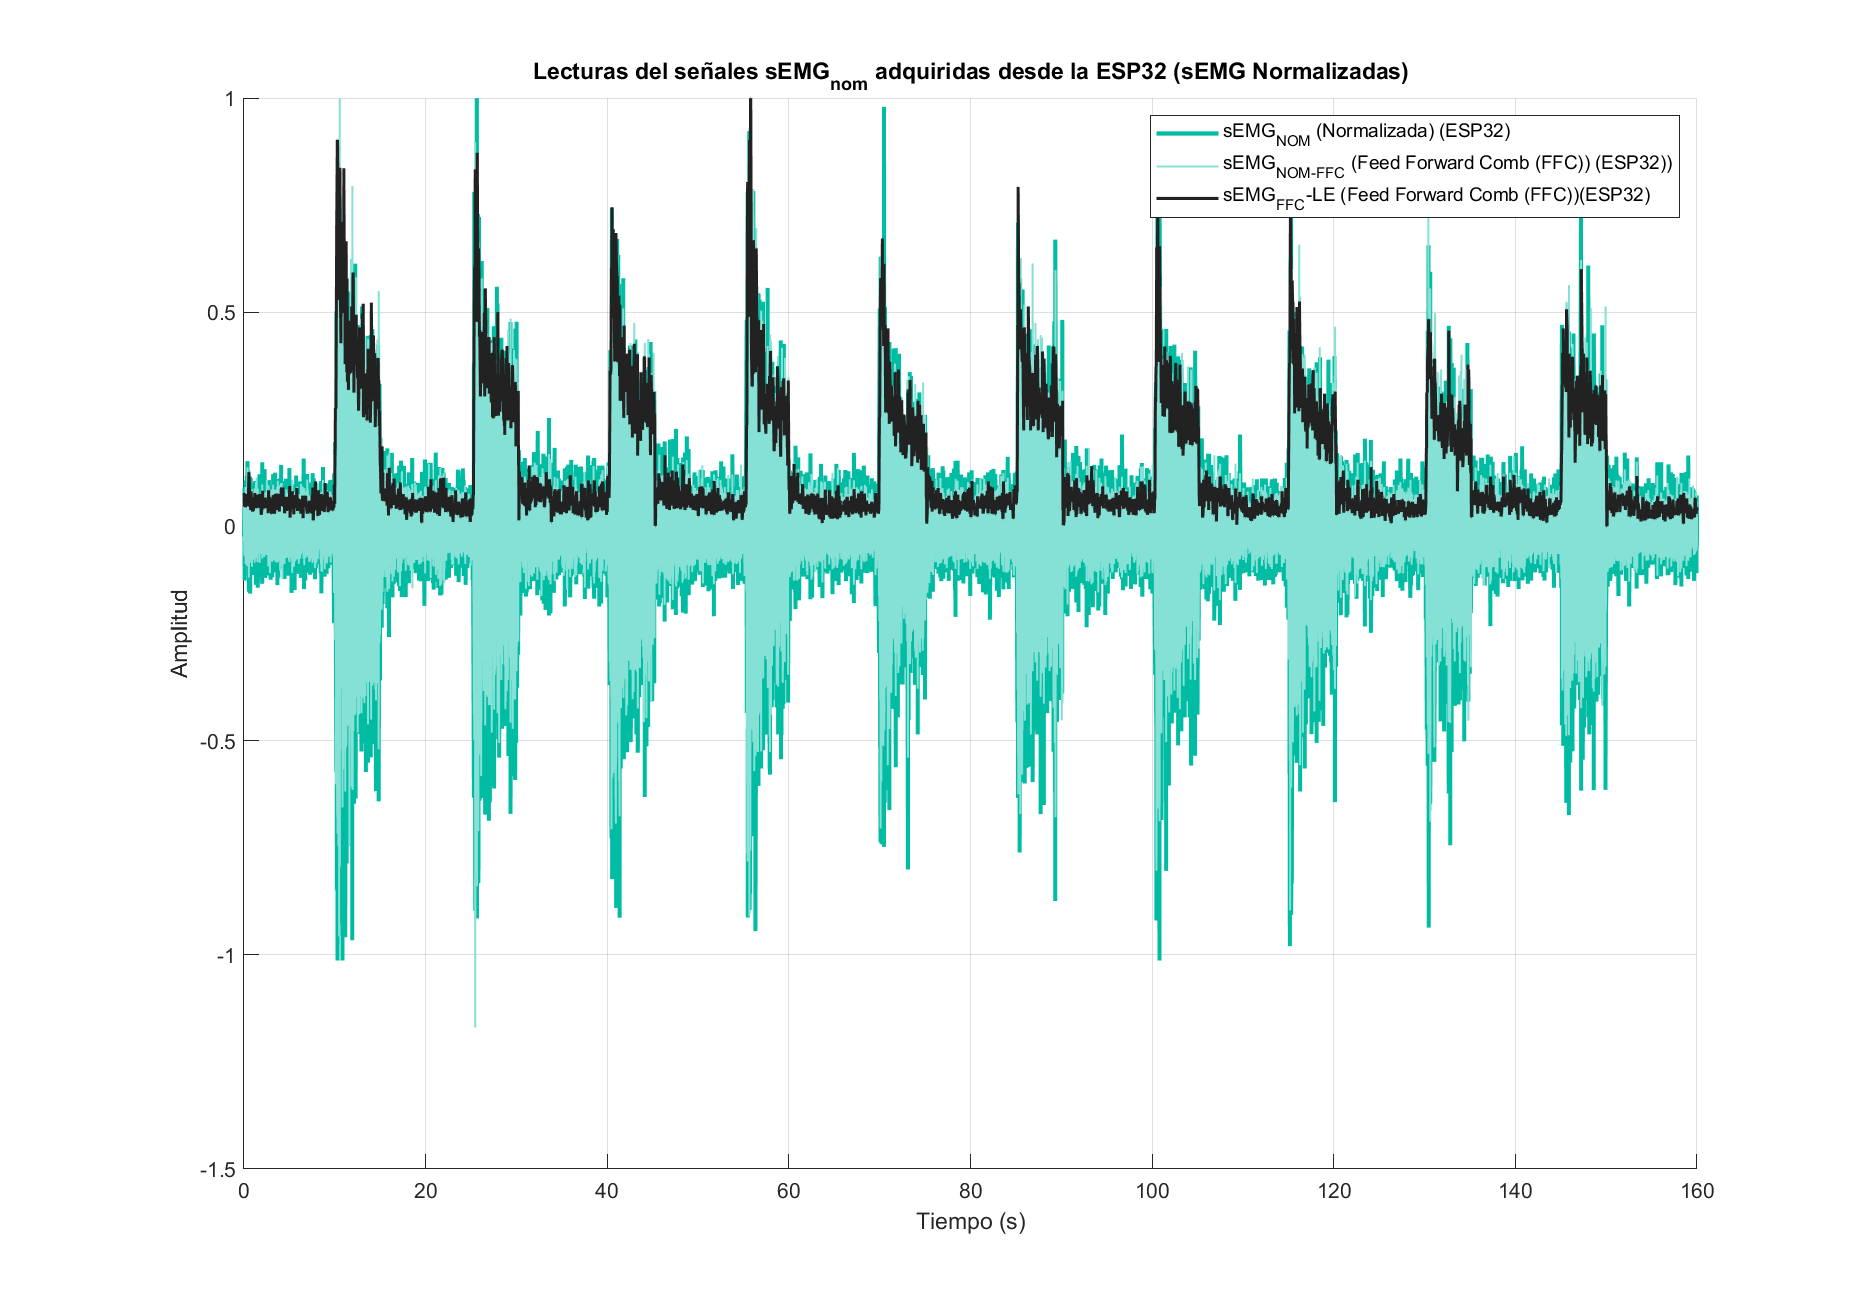 Lecturas del señales sEMGnom adquiridas desde la ESP32 (sEMG Normalizadas)
sEMGNOM (Normalizada) (ESP32)
sEMGNOM-FFC (Feed Forward Comb (FFC)) (ESP32))
sEMGFFC-LE (Feed Forward Comb (FFC))(ESP32)
1
0.5
0
-0.5
-1
-1.5
Amplitud
0 20 40 60 80 100 120 140 160
Tiempo (s)